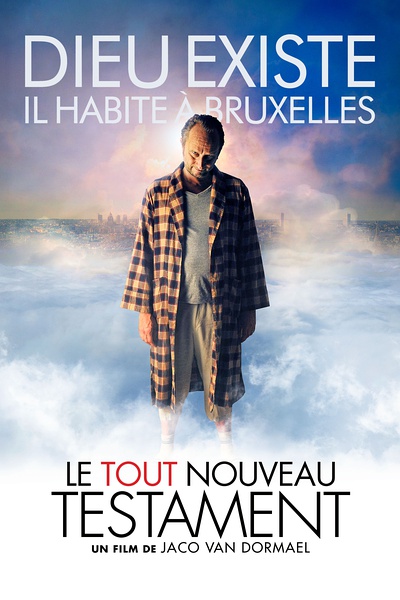 DIEU EXISTE
IL HABITE À BRUXELLES
LE TOUT NOUVEAU
TESTAMENT
UN FILM DE JACO VAN DORMAEL